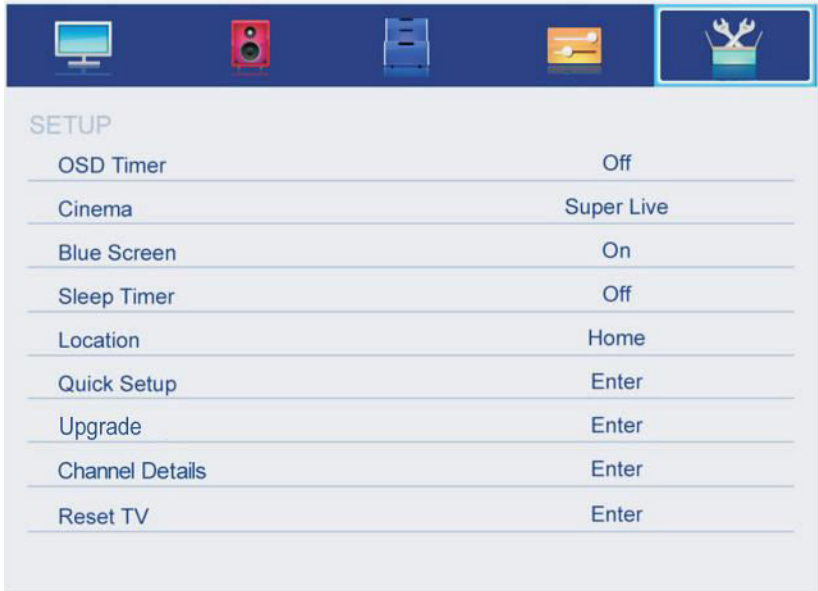 SETUP
OSD Timer Off
Cinema Super Live
Blue Screen On
Sleep Timer Off
Location Home
Quick Setup Enter
Upgrade Enter
Channel Details Enter
Reset TV Enter